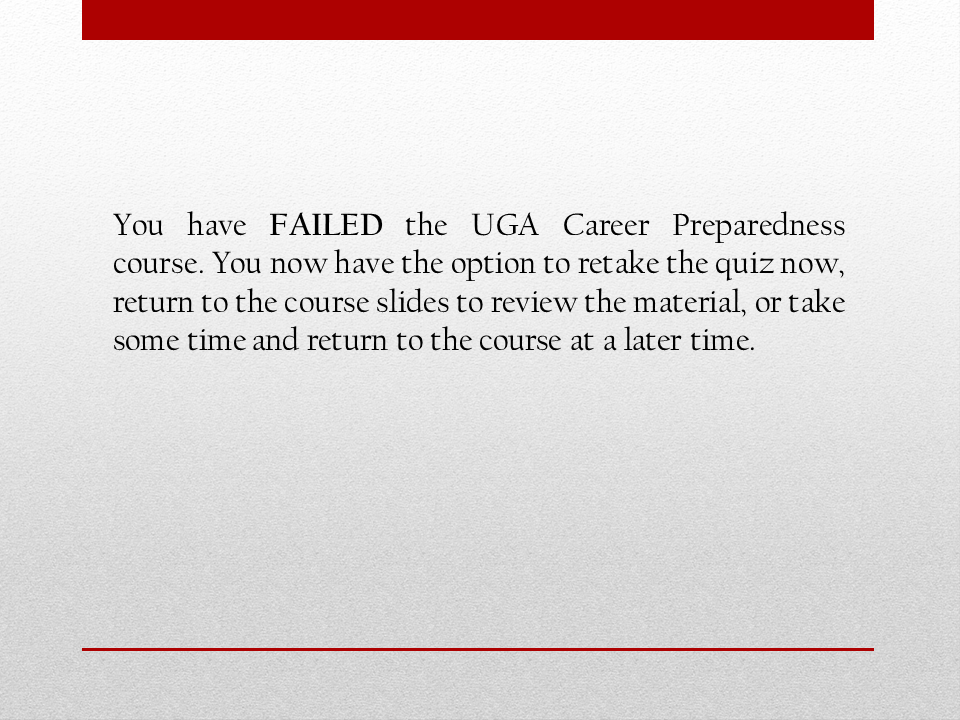 You have FAILED the UGA Career Preparedness
course. You now have the option to retake the quiz now,
return to the course slides to review the material, or take
some time and return to the course at a later time.